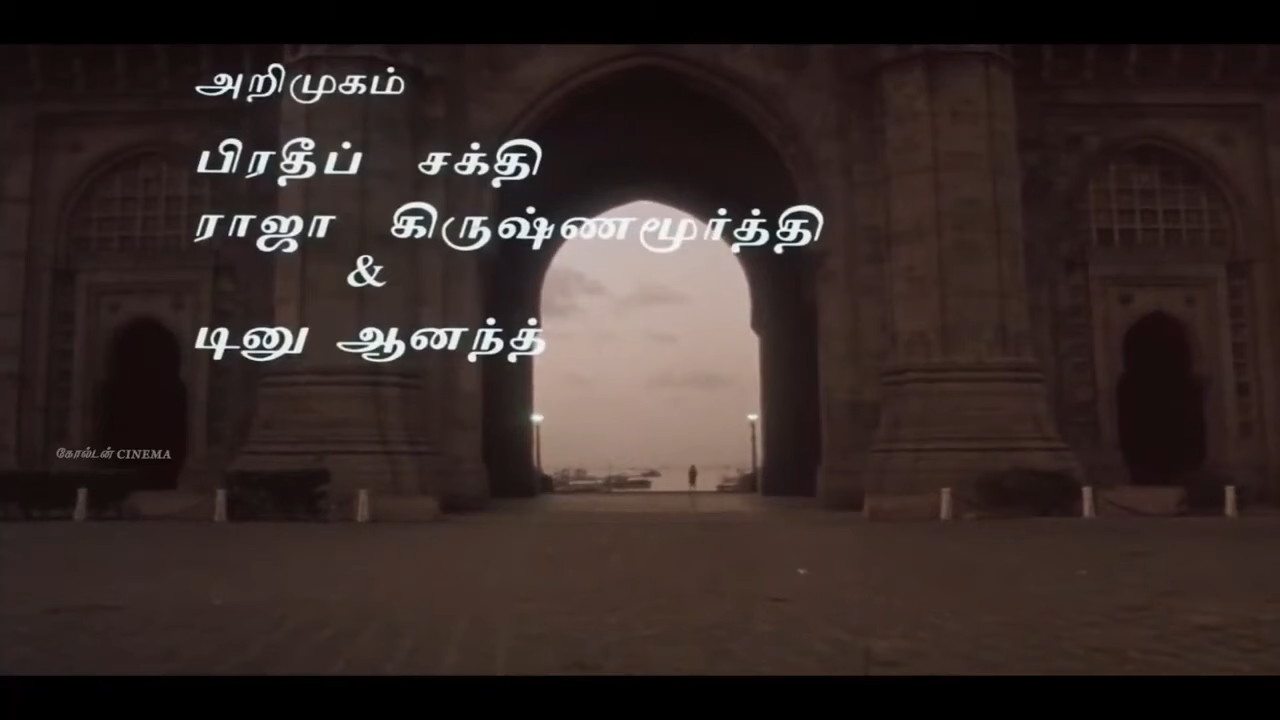 அறிமுகம்
பிரதீப் சக்தி
ராஜா கிருஷ்ணமூர்த்தி
&
டினு ஆனந்த்
கோல்டன் CINEMA